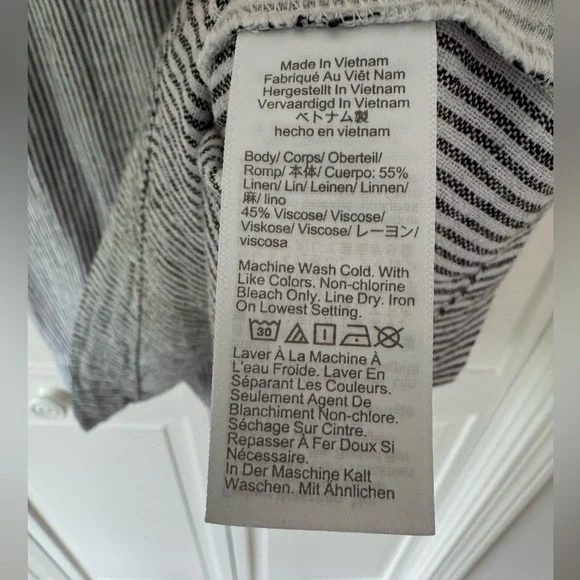 Made In Vietnam
Fabriqué Au Viêt Nam
Hergestellt In Vietnam
Vervaardigd In Vietnam
ベトナム製
hecho en vietnam
Body/ Corps/ Oberteil/
Romp/ 本体/ Cuerpo: 55%
Linen/ Lin/ Leinen/ Linnen/
麻/ lino
45% Viscose/ Viscose/
Viskose/ Viscose/ レーヨン/
viscosa
Machine Wash Cold. With
Like Colors. Non-chlorine
Bleach Only. Line Dry. Iron
On Lowest Setting.
30
Laver À La Machine À
L'eau Froide. Laver En
Séparant Les Couleurs.
Seulement Agent De
Blanchiment Non-chlore.
Séchage Sur Cintre.
Repasser À Fer Doux Si
Nécessaire.
In Der Maschine Kalt
Waschen. Mit Ähnlichen